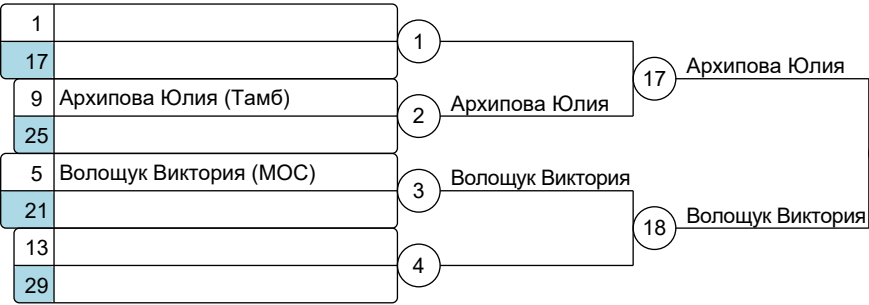 1
17
1
9 Архипова Юлия (Тамб)
25
2 Архипова Юлия
17 Архипова Юлия
5 Волощук Виктория (МОС)
21
3 Волощук Виктория
13
29
4
18 Волощук Виктория